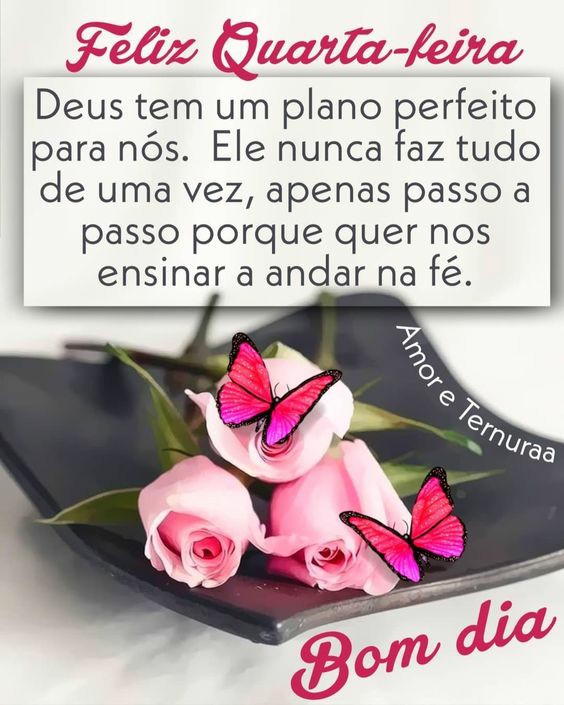 Feliz Quarta-feira
Deus tem um plano perfeito
para nós. Ele nunca faz tudo
de uma vez, apenas passo a
passo porque quer nos
ensinar a andar na fé.
Amor e Ternuraa
Bom dia